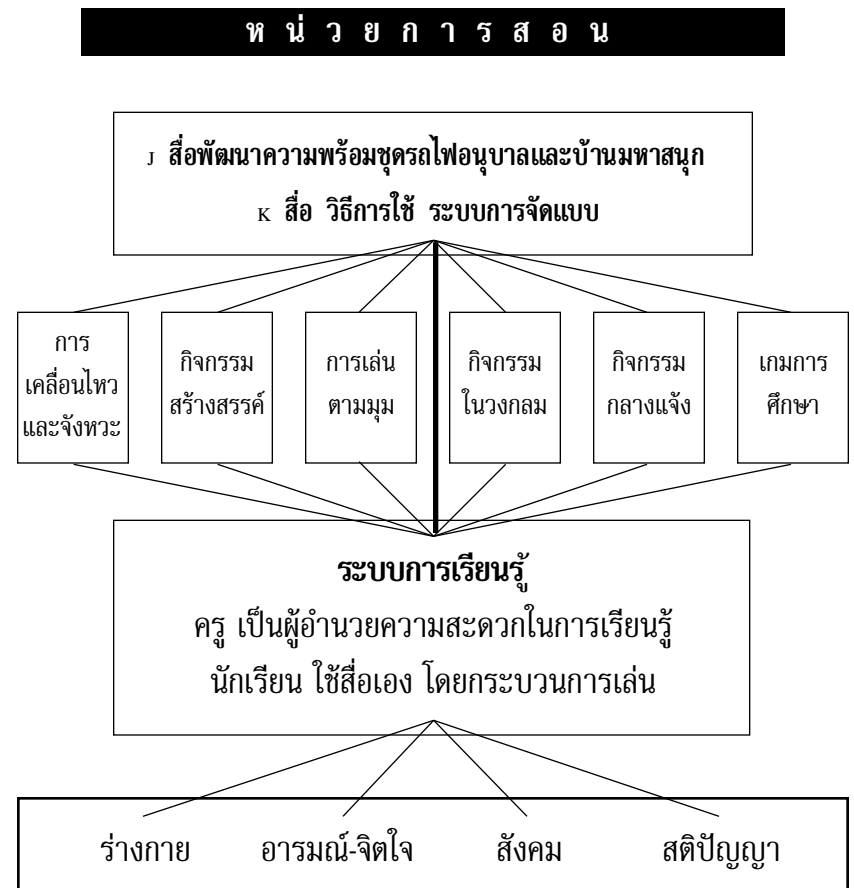 หน่วยการสอน
J สื่อพัฒนาความพร้อมชุดรถไฟอนุบาลและบ้านมหาสนุก
K สื่อ วิธีการใช้ ระบบการจัดแบบ
การ
เคลื่อนไหว
และจังหวะ
กิจกรรม
สร้างสรรค์
การเล่น
ตามมุม
กิจกรรม
ในวงกลม
กิจกรรม
กลางแจ้ง
เกมการ
ศึกษา
ระบบการเรียนรู้
ครู เป็นผู้อำนวยความสะดวกในการเรียนรู้
นักเรียน ใช้สื่อเอง โดยกระบวนการเล่น
ร่างกาย อารมณ์-จิตใจ สังคม สติปัญญา